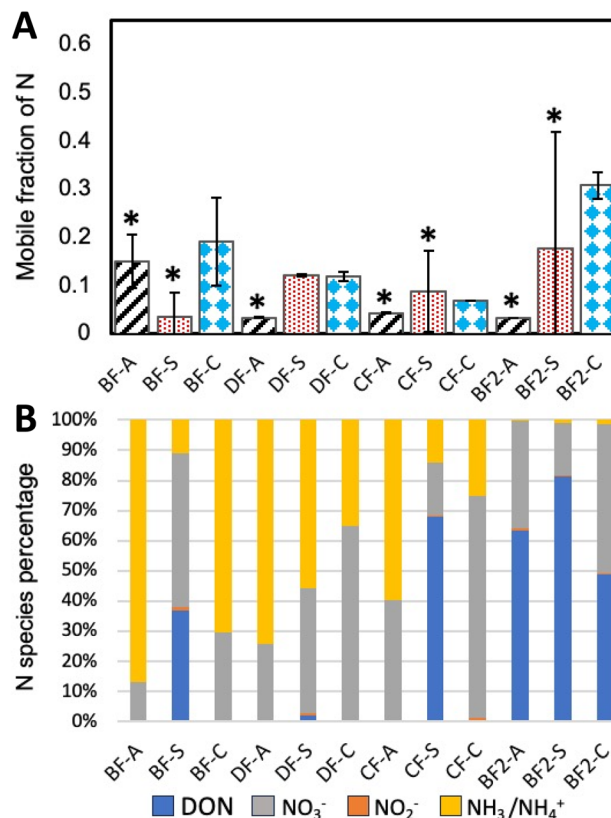 A
Mobile fraction of N
0.6
0.5
0.4
0.3
0.2
0.1
0
* * * * * * *
BF-A BF-S BF-C DF-A DF-S DF-C CF-A CF-S CF-C BF2-A BF2-S BF2-C
B
N species percentage
100%
90%
80%
70%
60%
50%
40%
30%
20%
10%
0%
BF-A BF-S BF-C DF-A DF-S DF-C CF-A CF-S CF-C BF2-A BF2-S BF2-C
DON NO₃⁻ NO₂⁻ NH₃/NH₄⁺